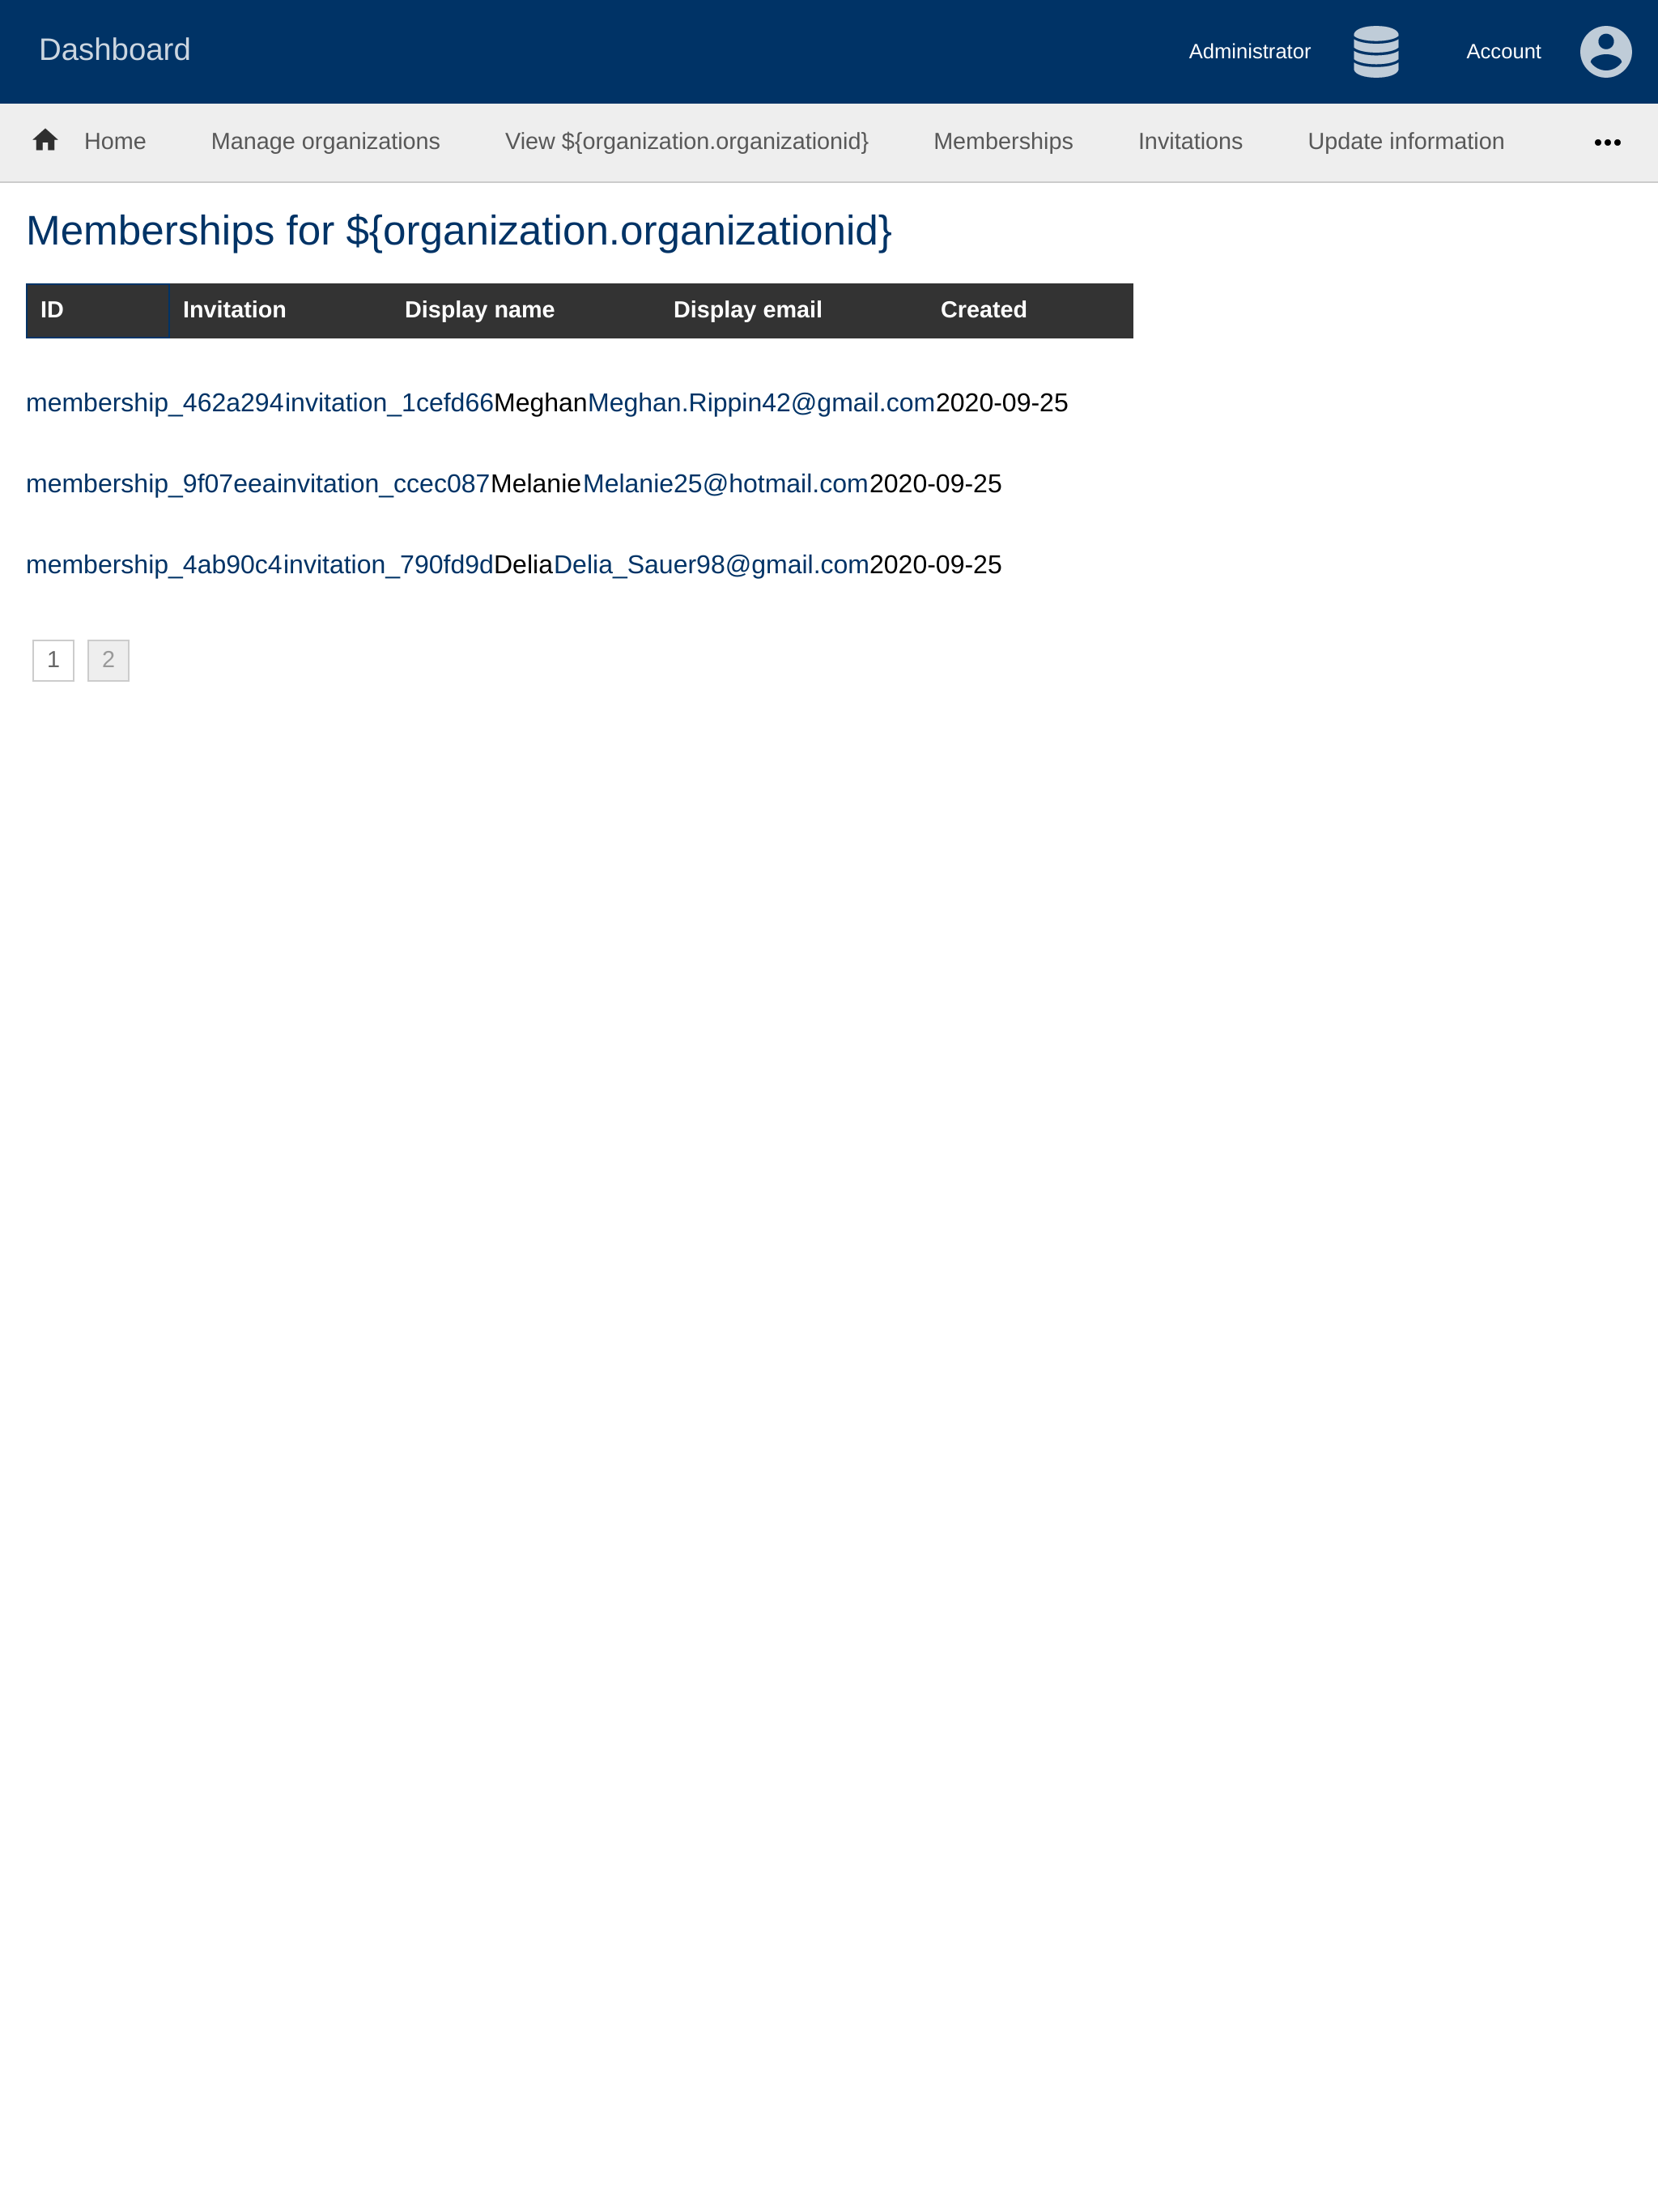 Dashboard Administrator Account
Home Manage organizations View ${organization.organizationid} Memberships Invitations Update information
Memberships for ${organization.organizationid}
ID Invitation Display name Display email Created
membership_462a294invitation_1cefd66MeghanMeghan.Rippin42@gmail.com2020-09-25
membership_9f07eeainvitation_ccec087MelanieMelanie25@hotmail.com2020-09-25
membership_4ab90c4invitation_790fd9dDeliaDelia_Sauer98@gmail.com2020-09-25
1 2